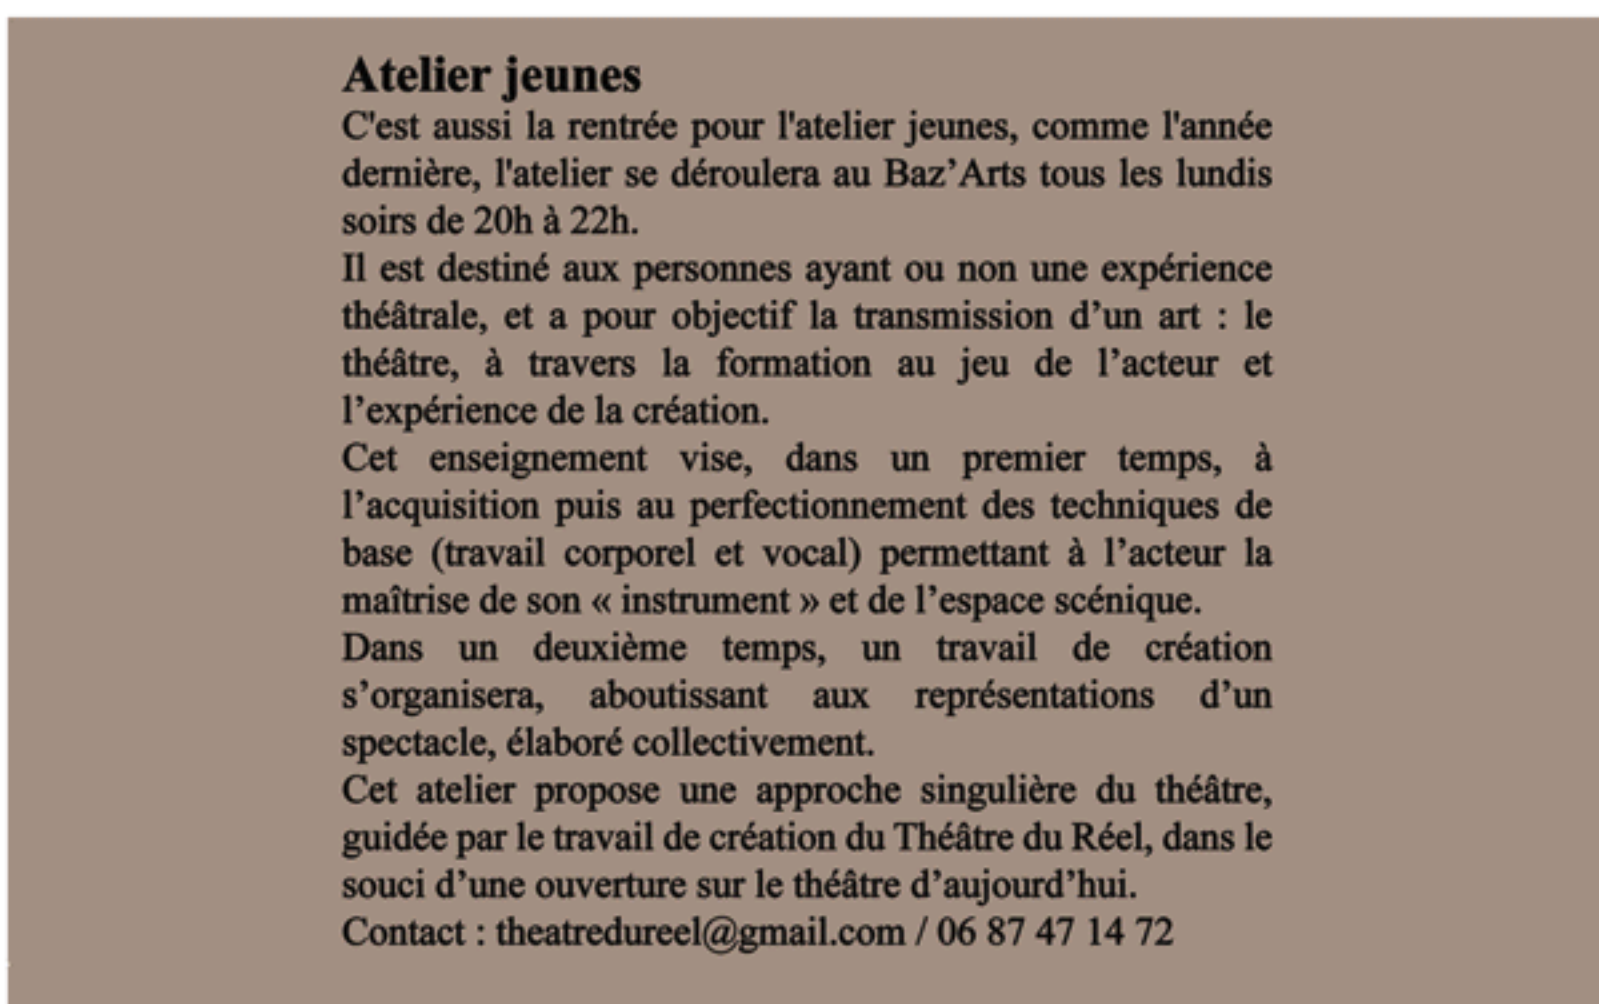 Atelier jeunes
C'est aussi la rentrée pour l'atelier jeunes, comme l'année
dernière, l'atelier se déroulera au Baz’Arts tous les lundis
soirs de 20h à 22h.
Il est destiné aux personnes ayant ou non une expérience
théâtrale, et a pour objectif la transmission d’un art : le
théâtre, à travers la formation au jeu de l’acteur et
l’expérience de la création.
Cet enseignement vise, dans un premier temps, à
l’acquisition puis au perfectionnement des techniques de
base (travail corporel et vocal) permettant à l’acteur la
maîtrise de son « instrument » et de l’espace scénique.
Dans un deuxième temps, un travail de création
s’organisera, aboutissant aux représentations d’un
spectacle, élaboré collectivement.
Cet atelier propose une approche singulière du théâtre,
guidée par le travail de création du Théâtre du Réel, dans le
souci d’une ouverture sur le théâtre d’aujourd’hui.
Contact : theatredureel@gmail.com / 06 87 47 14 72